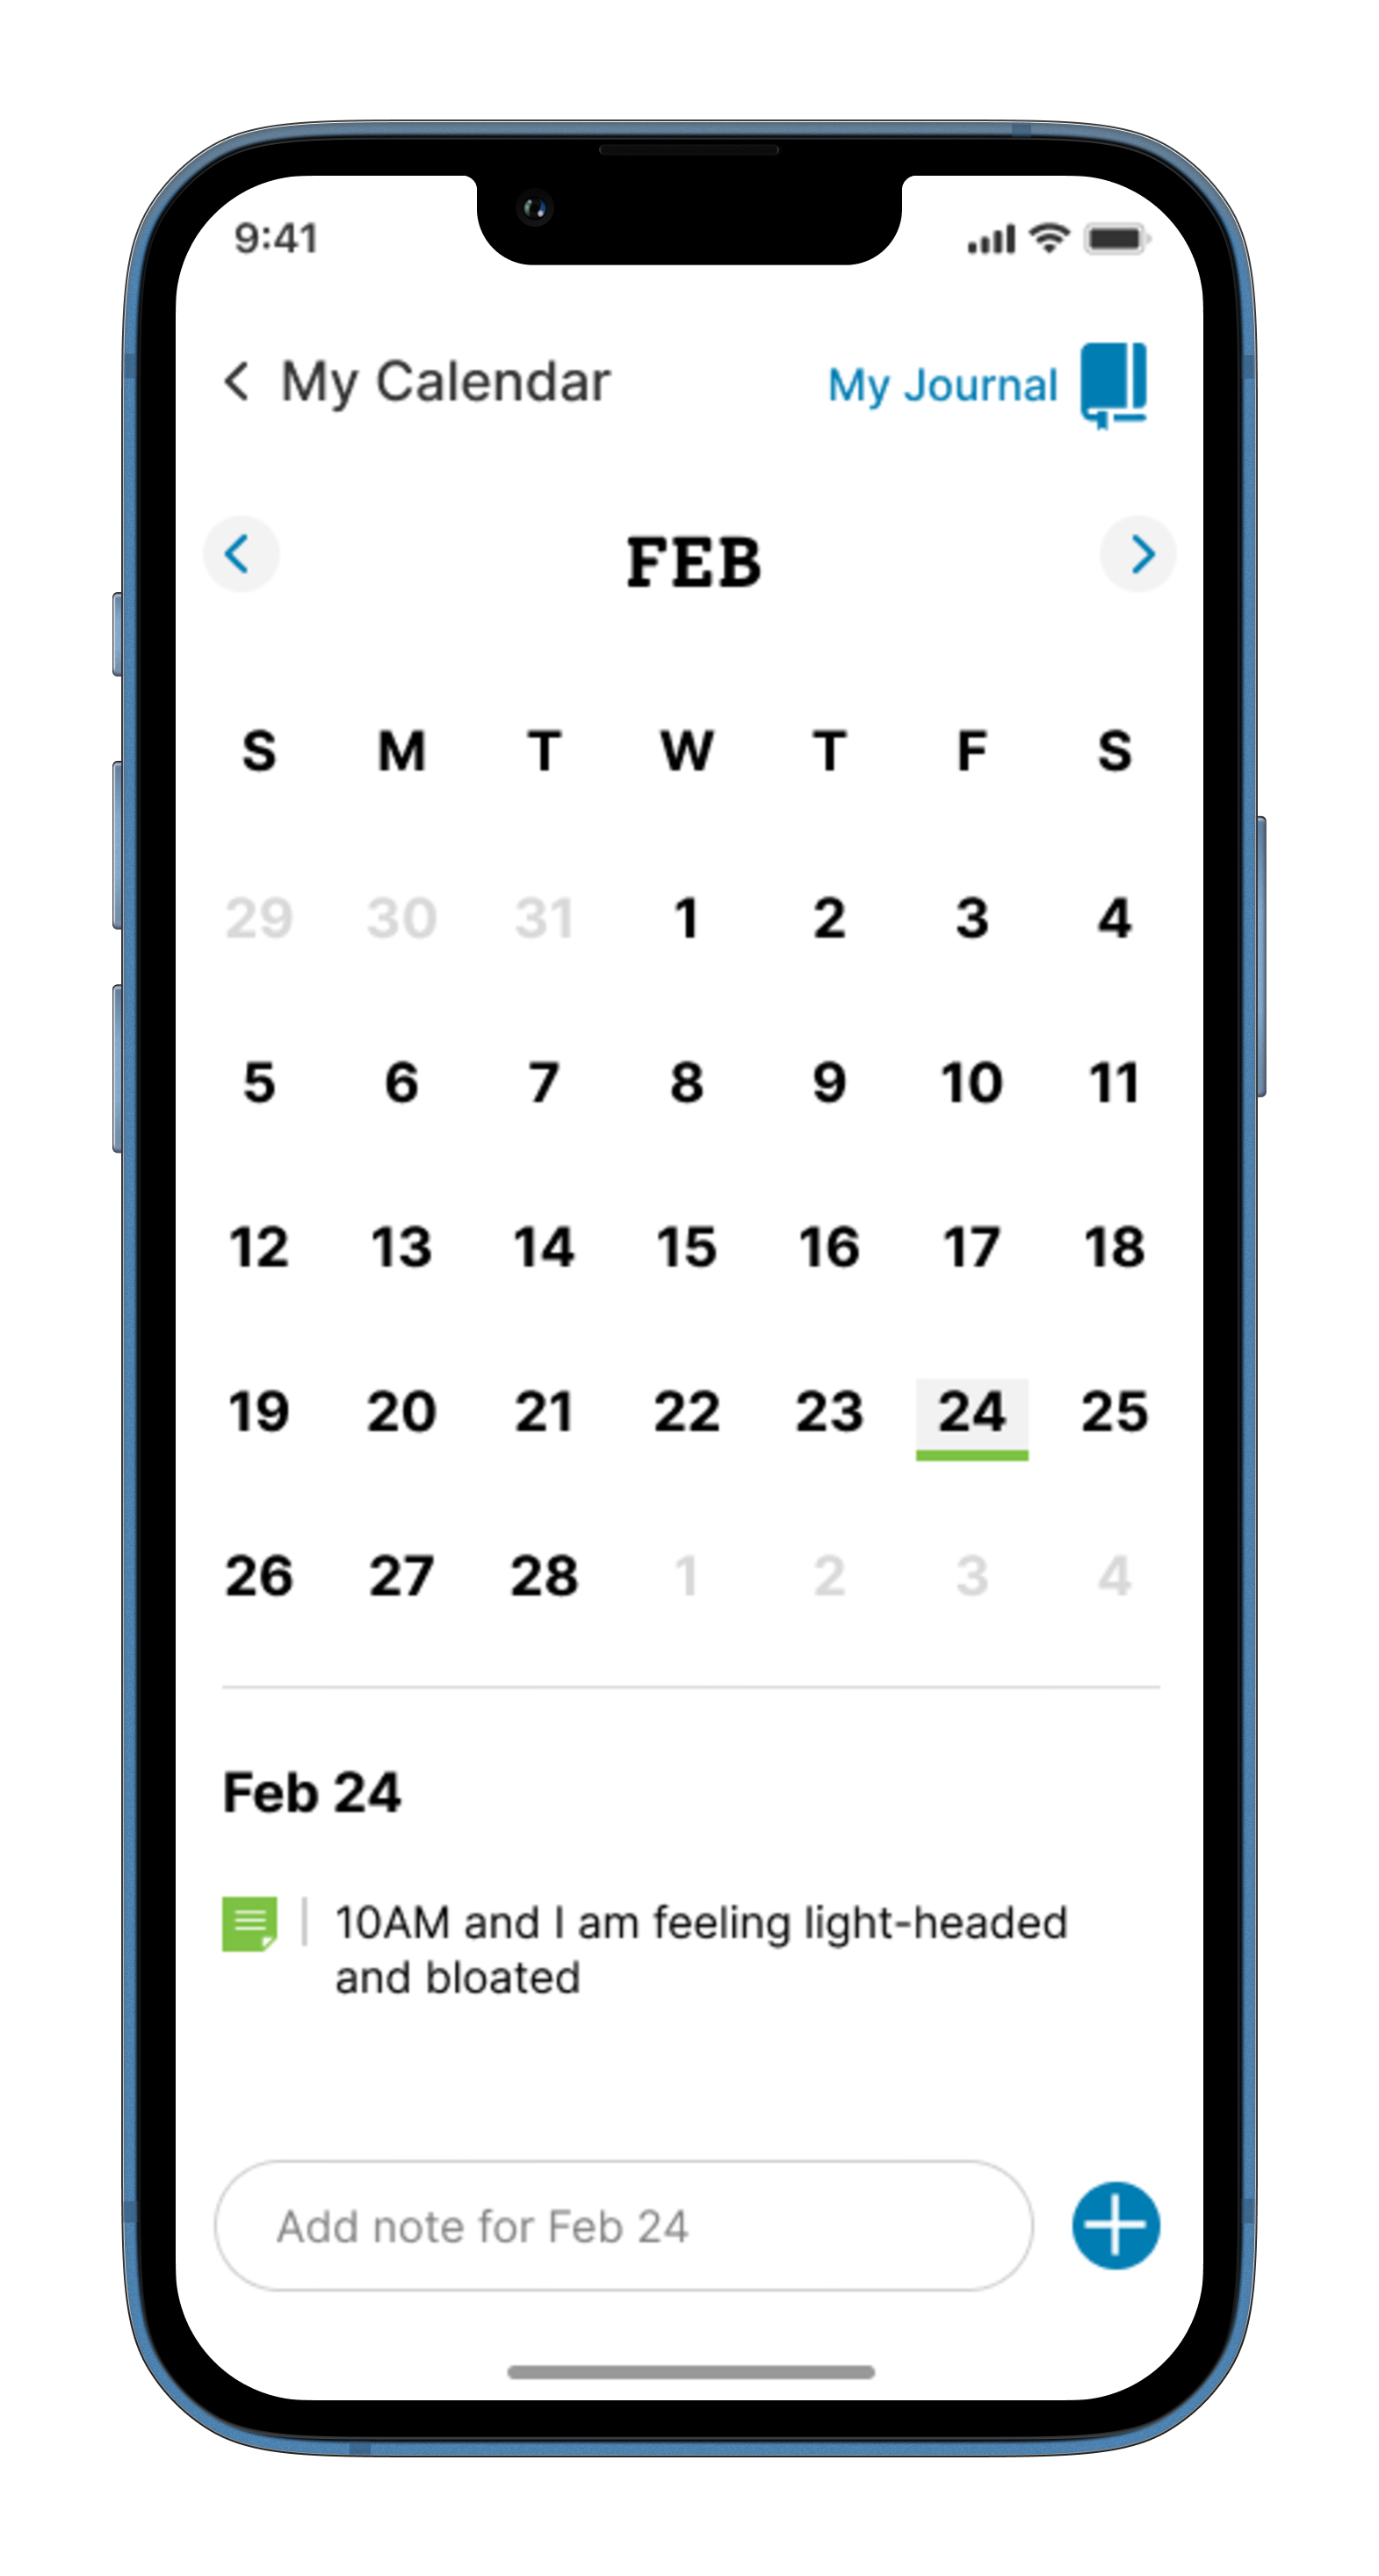 9:41
My Calendar My Journal
FEB
S M T W T F S
29 30 31 1 2 3 4
5 6 7 8 9 10 11
12 13 14 15 16 17 18
19 20 21 22 23 24 25
26 27 28 1 2 3 4
Feb 24
10AM and I am feeling light-headed
and bloated
Add note for Feb 24